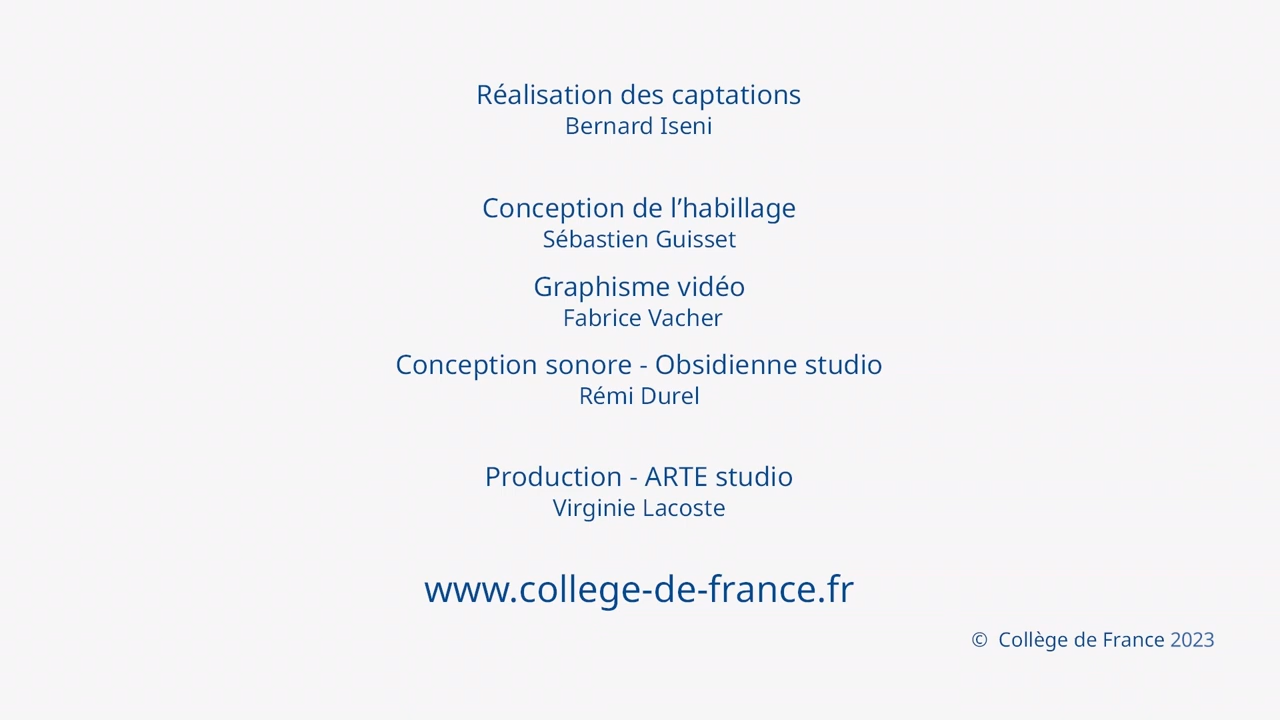 Réalisation des captations
Bernard Iseni
Conception de l’habillage
Sébastien Guisset
Graphisme vidéo
Fabrice Vacher
Conception sonore - Obsidienne studio
Rémi Durel
Production - ARTE studio
Virginie Lacoste
www.college-de-france.fr
© Collège de France 2023